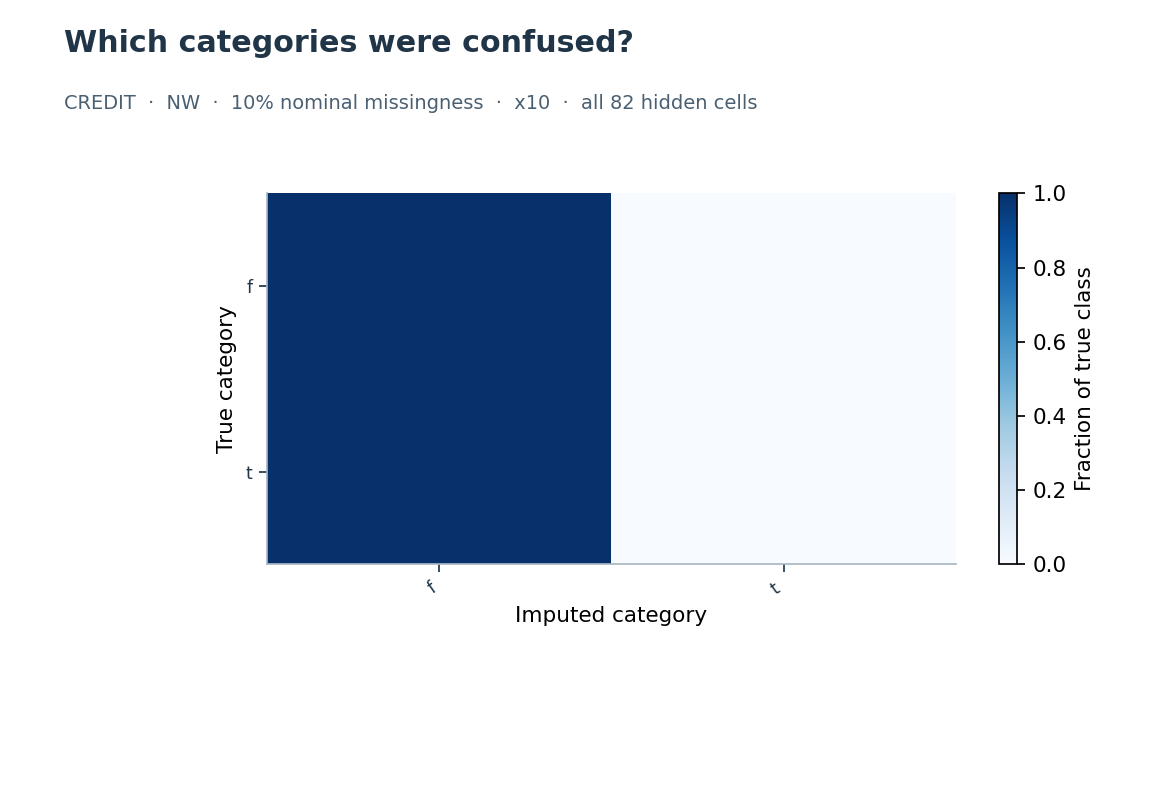 Which categories were confused?
CREDIT · NW · 10% nominal missingness · x10 · all 82 hidden cells
True category
f
t
f
t
Imputed category
1.0
0.8
0.6
0.4
0.2
0.0
Fraction of true class